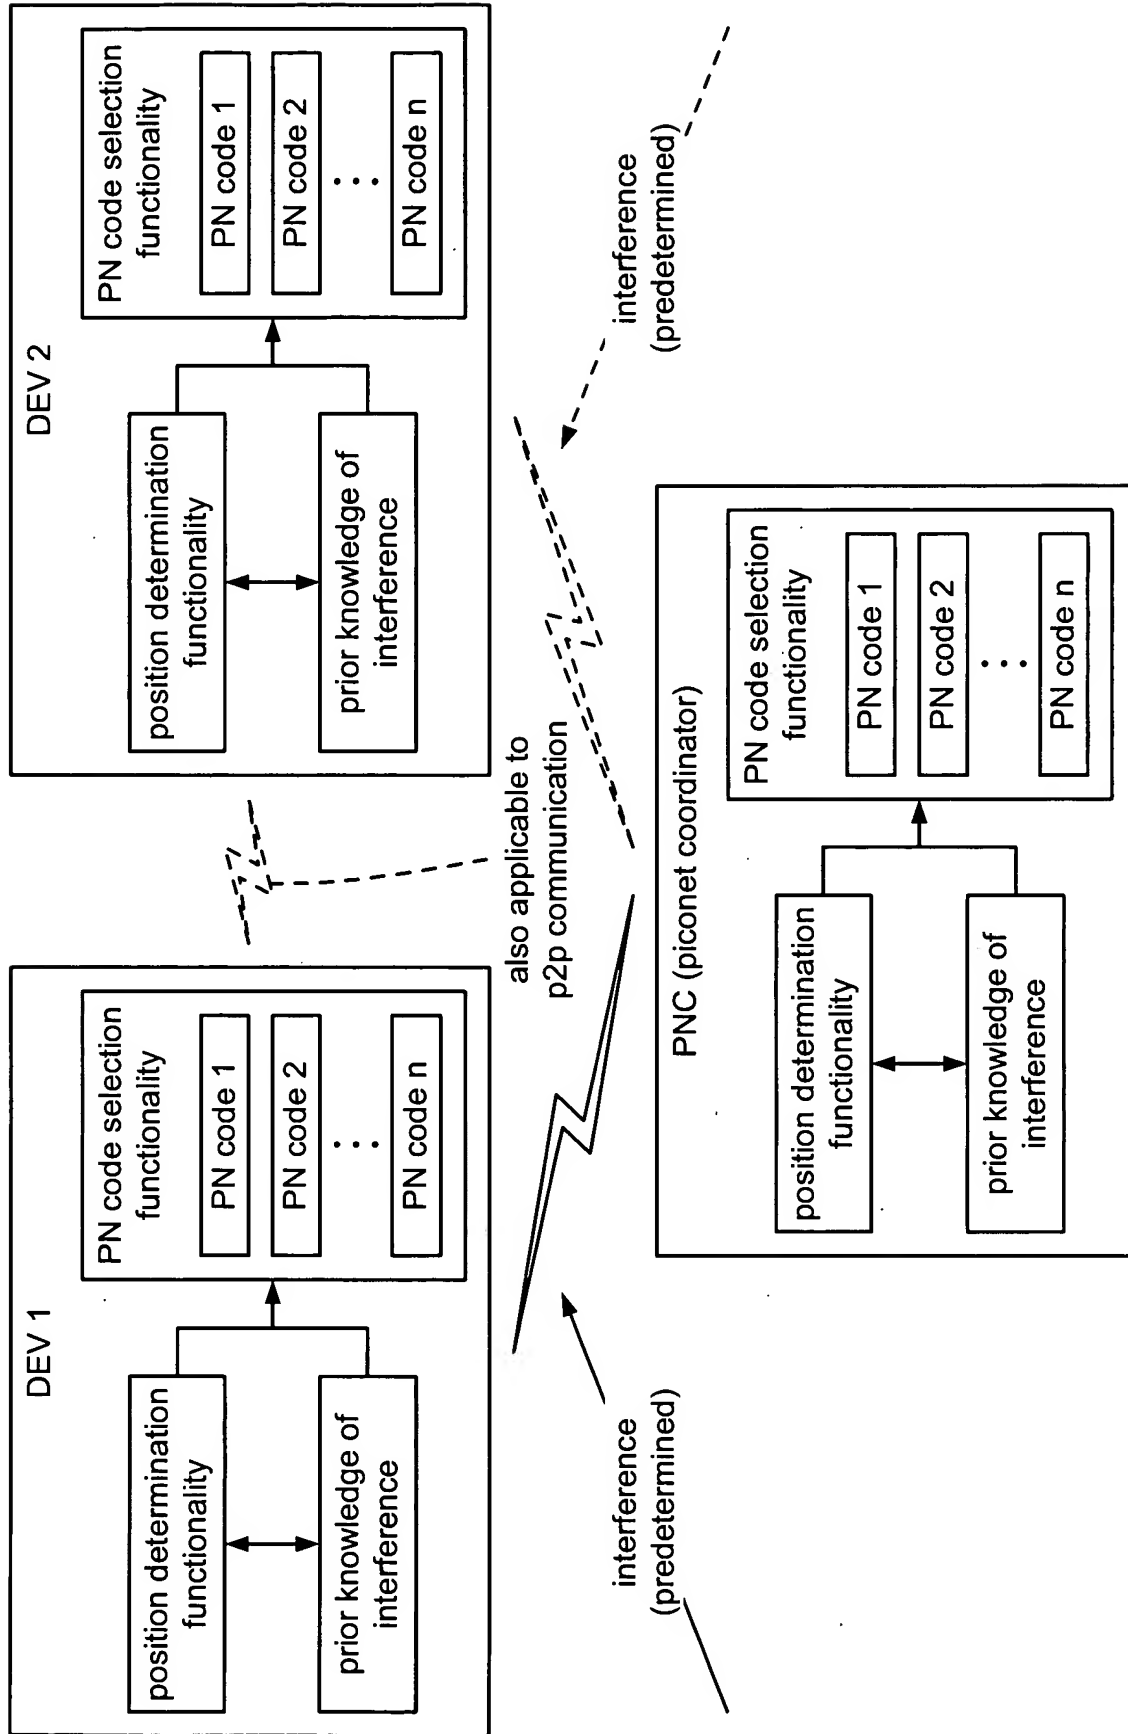 DEV 1
position determination
functionality
prior knowledge of
interference
PN code selection
functionality
PN code 1
PN code 2
...
PN code n
DEV 2
position determination
functionality
prior knowledge of
interference
PN code selection
functionality
PN code 1
PN code 2
...
PN code n
also applicable to
p2p communication
interference
(predetermined)
interference
(predetermined)
PNC (piconet coordinator)
position determination
functionality
prior knowledge of
interference
PN code selection
functionality
PN code 1
PN code 2
...
PN code n